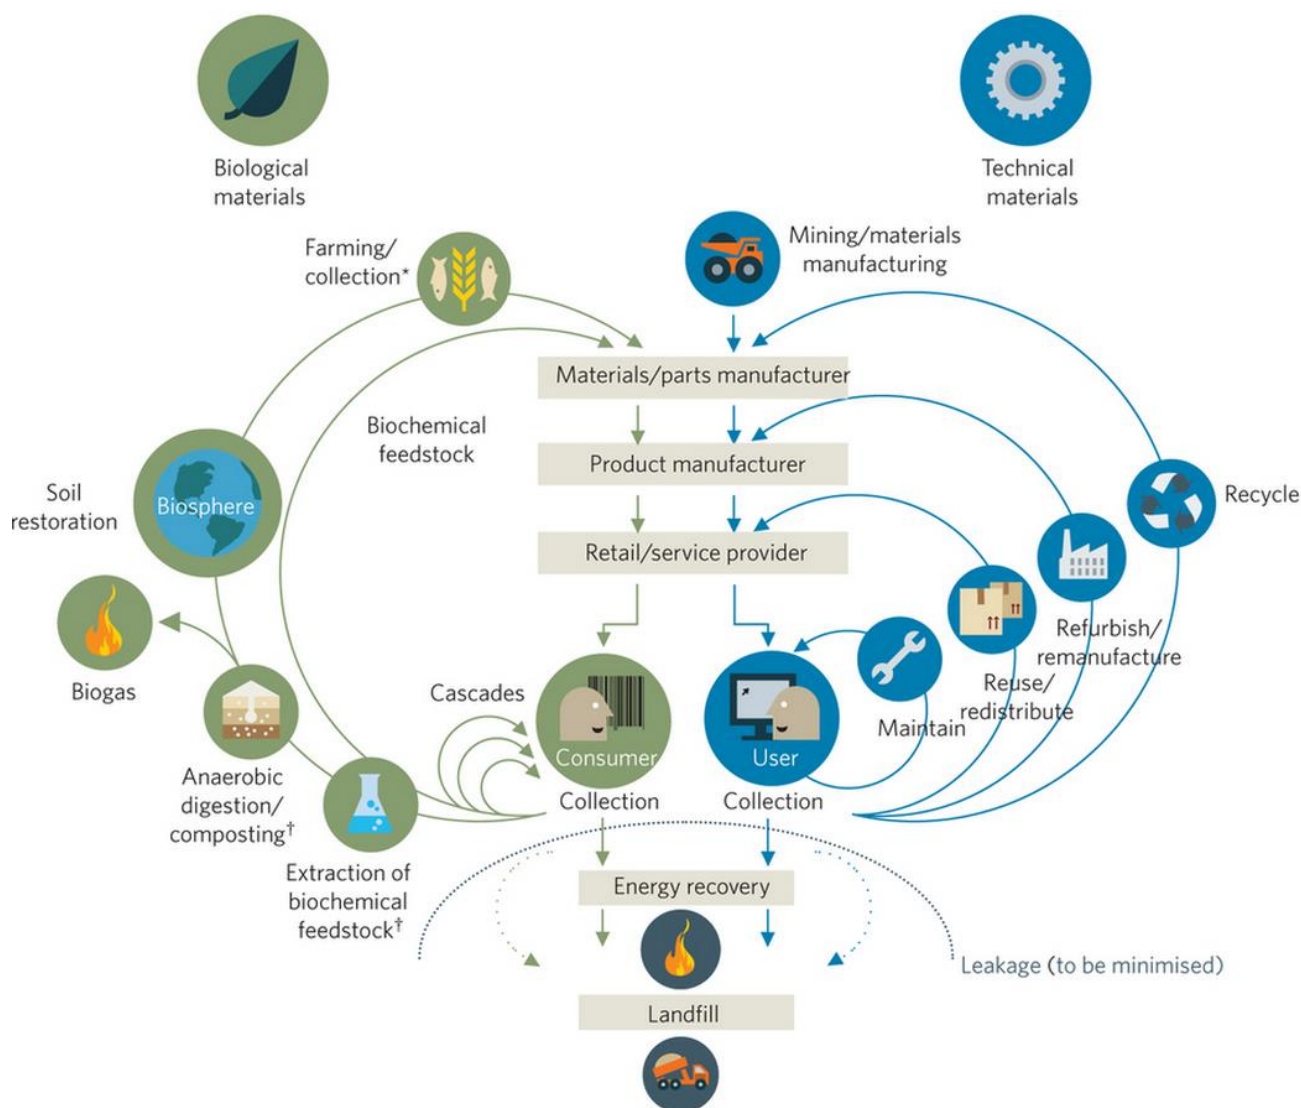 Biological
materials
Technical
materials
Farming/
collection*
Mining/materials
manufacturing
Materials/parts manufacturer
Biochemical
feedstock
Product manufacturer
Soil
restoration
Biosphere
Recycle
Retail/service provider
Biogas
Refurbish/
remanufacture
Reuse/
redistribute
Maintain
Cascades
Consumer
User
Anaerobic
digestion/
composting†
Collection
Collection
Extraction of
biochemical
feedstock†
Energy recovery
Leakage (to be minimised)
Landfill